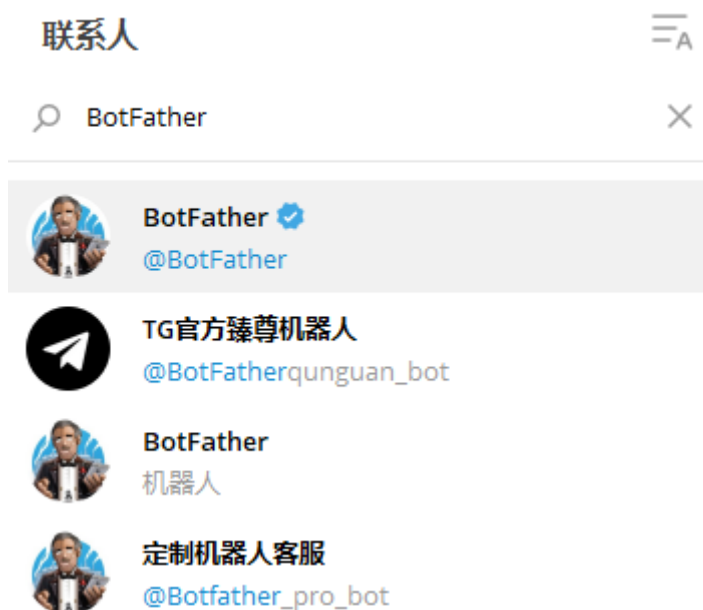 联系人
BotFather
BotFather
@BotFather
TG官方臻尊机器人
@BotFatherqunguan_bot
BotFather
机器人
定制机器人客服
@Botfather_pro_bot